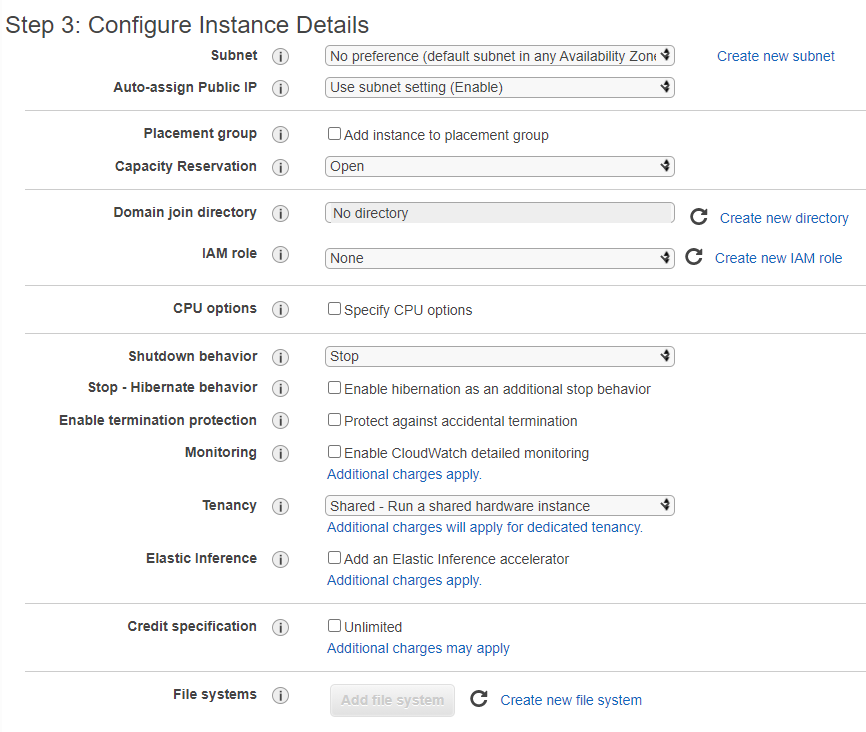 Step 3: Configure Instance Details
Subnet i No preference (default subnet in any Availability Zone Create new subnet
Auto-assign Public IP i Use subnet setting (Enable)
Placement group i Add instance to placement group
Capacity Reservation i Open
Domain join directory i No directory Create new directory
IAM role i None Create new IAM role
CPU options i Specify CPU options
Shutdown behavior i Stop
Stop - Hibernate behavior i Enable hibernation as an additional stop behavior
Enable termination protection i Protect against accidental termination
Monitoring i Enable CloudWatch detailed monitoring
Additional charges apply.
Tenancy i Shared - Run a shared hardware instance
Additional charges will apply for dedicated tenancy.
Elastic Inference i Add an Elastic Inference accelerator
Additional charges apply.
Credit specification i Unlimited
Additional charges may apply
File systems i Add file system Create new file system